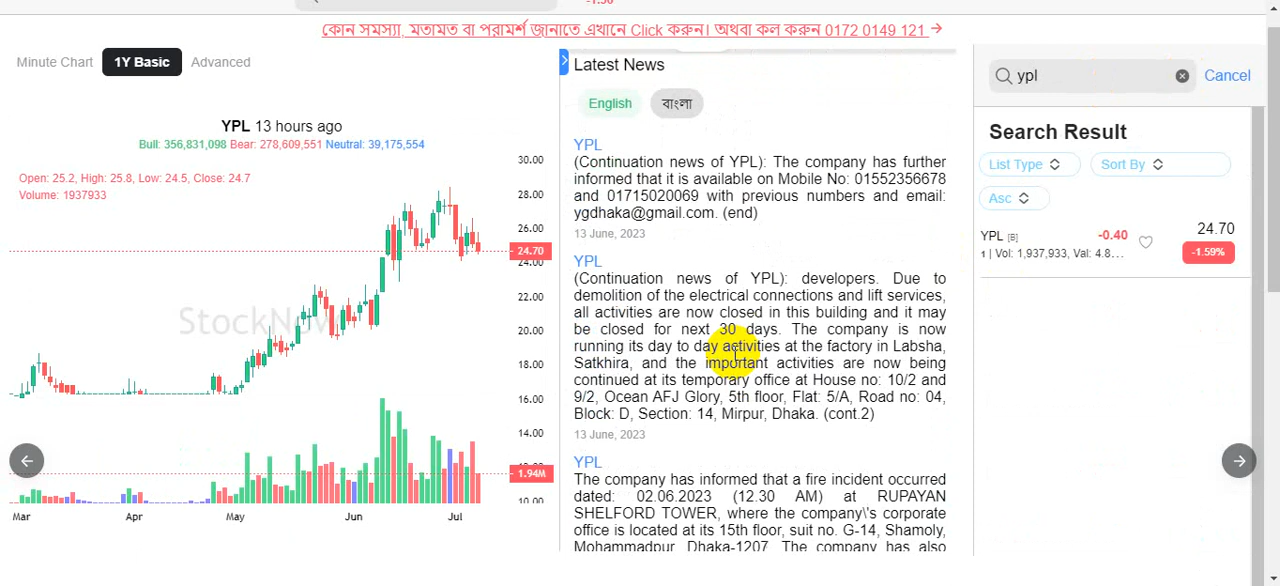 -1.50
কোন সমস্যা, মতামত বা পরামর্শ জানাতে এখানে Click করুন। অথবা কল করুন 0172 0149 121
Minute Chart 1Y Basic Advanced
YPL 13 hours ago
Bull: 356,831,098 Bear: 278,609,551 Neutral: 39,175,554
Open: 25.2, High: 25.8, Low: 24.5, Close: 24.7
Volume: 1937933
30.00
28.00
26.00
24.70
24.00
22.00
20.00
18.00
16.00
14.00
1.94M
10.00
Mar Apr May Jun Jul
Latest News
English বাংলা
YPL
(Continuation news of YPL): The company has further
informed that it is available on Mobile No: 01552356678
and 01715020069 with previous numbers and email:
ygdhaka@gmail.com. (end)
13 June, 2023
YPL
(Continuation news of YPL): developers. Due to
demolition of the electrical connections and lift services,
all activities are now closed in this building and it may
be closed for next 30 days. The company is now
running its day to day activities at the factory in Labsha,
Satkhira, and the important activities are now being
continued at its temporary office at House no: 10/2 and
9/2, Ocean AFJ Glory, 5th floor, Flat: 5/A, Road no: 04,
Block: D, Section: 14, Mirpur, Dhaka. (cont.2)
13 June, 2023
YPL
The company has informed that a fire incident occurred
dated: 02.06.2023 (12.30 AM) at RUPAYAN
SHELFORD TOWER, where the company\'s corporate
office is located at its 15th floor, suit no. G-14, Shamoly,
Mohammadpur, Dhaka-1207. The company has also
ypl Cancel
Search Result
List Type Sort By
Asc
YPL [B] -0.40 24.70
1 | Vol: 1,937,933, Val: 4.8... -1.59%